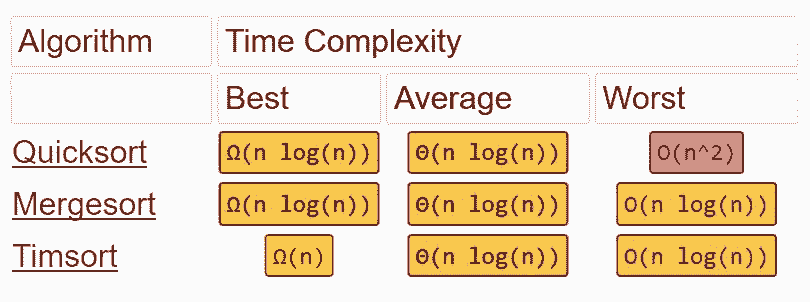 Algorithm Time Complexity
Best Average Worst
Quicksort Ω(n log(n)) Θ(n log(n)) O(n^2)
Mergesort Ω(n log(n)) Θ(n log(n)) O(n log(n))
Timsort Ω(n) Θ(n log(n)) O(n log(n))